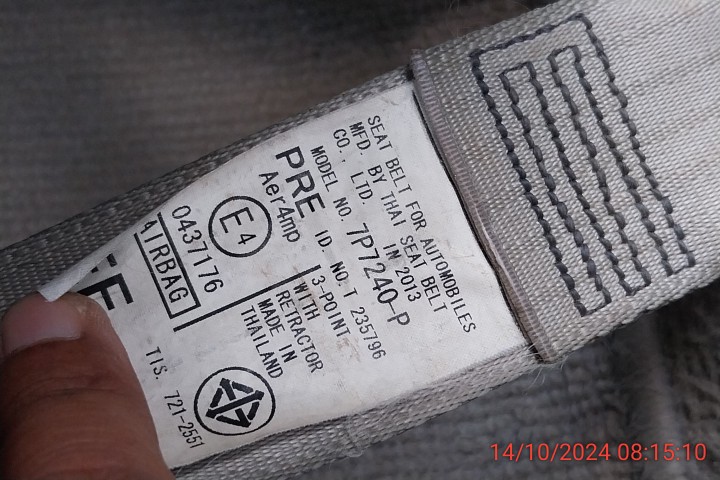 SEAT BELT FOR AUTOMOBILES
MFD. BY THAI SEAT BELT
CO., LTD. IN 2013
MODEL NO. 7P7240-P
PRE ID NO.T 235796
Aer4mp
3-POINT
WITH
RETRACTOR
MADE IN
THAILAND
E4
0437176
AIRBAG
TIS. 721-2551
14/10/2024 08:15:10